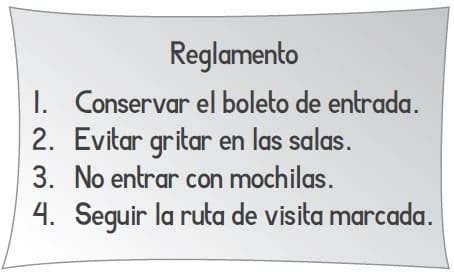 Reglamento
1. Conservar el boleto de entrada.
2. Evitar gritar en las salas.
3. No entrar con mochilas.
4. Seguir la ruta de visita marcada.